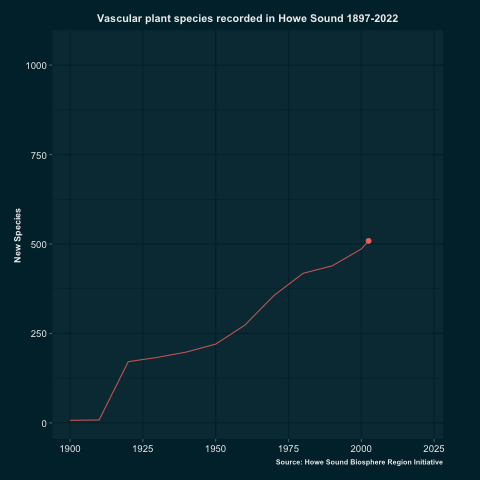 Vascular plant species recorded in Howe Sound 1897-2022
1000
750
500
250
0
New Species
1900 1925 1950 1975 2000 2025
Source: Howe Sound Biosphere Region Initiative